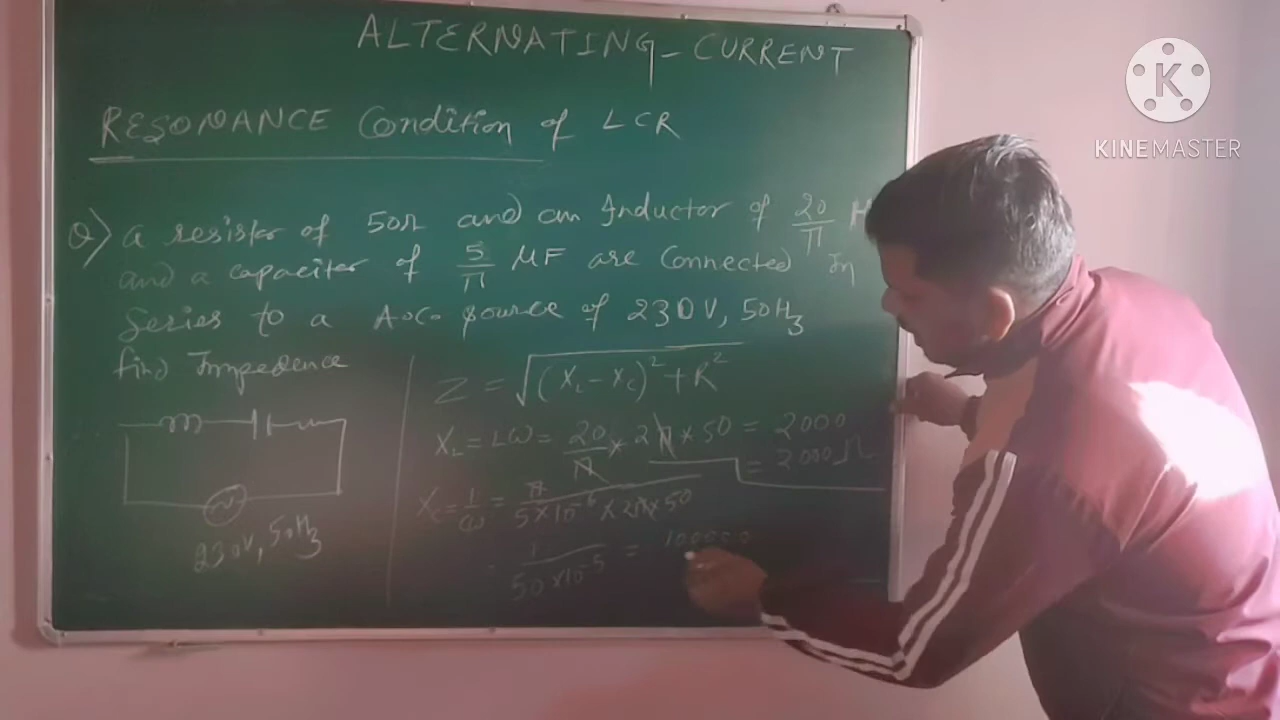 ALTERNATING-CURRENT
RESONANCE Condition of LCR
Q) a resistor of 50Ω and an Inductor of 20/π H
and a capacitor of 5/π MF are Connected In
Series to a A.C. source of 230V, 50Hz
find Impedence
Z = √((X_L - X_C)² + R²)
X_L = Lω = 20/π × 2π × 50 = 2000
= 2000Ω
X_C = 1/ω = π/(5×10⁻⁶ × 2π × 50)
1/(50×10⁻⁵) = 100000
230V, 50Hz
K
KINEMASTER